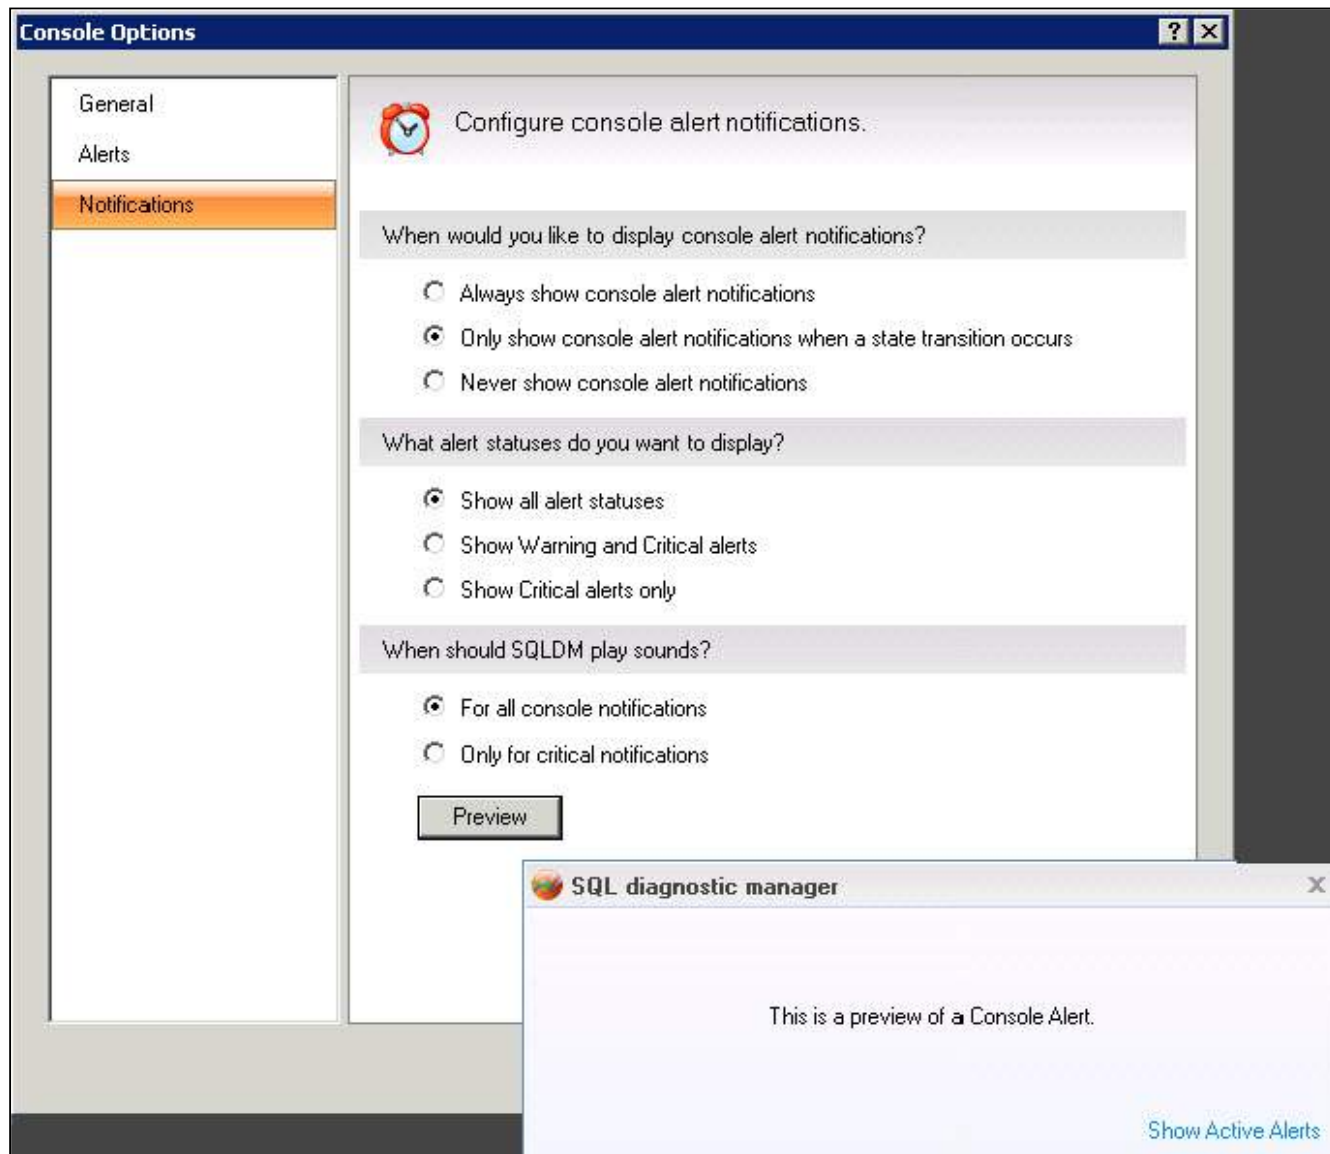 Console Options
General
Alerts
Notifications
Configure console alert notifications.
When would you like to display console alert notifications?
Always show console alert notifications
Only show console alert notifications when a state transition occurs
Never show console alert notifications
What alert statuses do you want to display?
Show all alert statuses
Show Warning and Critical alerts
Show Critical alerts only
When should SQLDM play sounds?
For all console notifications
Only for critical notifications
Preview
SQL diagnostic manager
This is a preview of a Console Alert.
Show Active Alerts